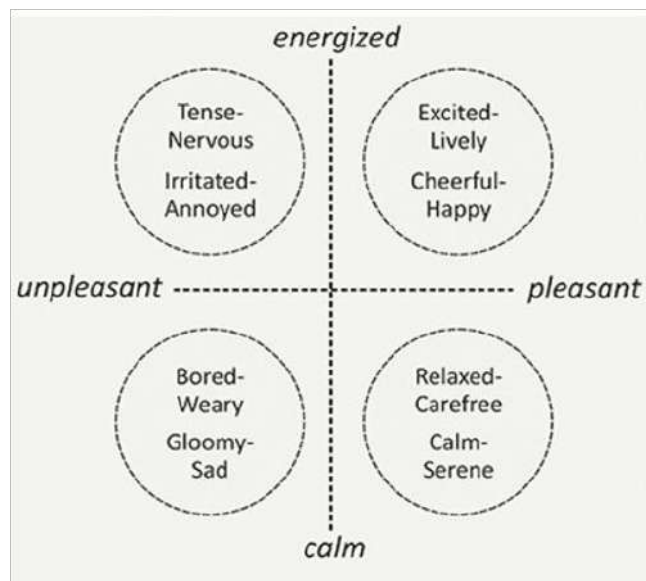 energized
Tense-
Nervous
Irritated-
Annoyed
Excited-
Lively
Cheerful-
Happy
unpleasant
pleasant
Bored-
Weary
Gloomy-
Sad
Relaxed-
Carefree
Calm-
Serene
calm